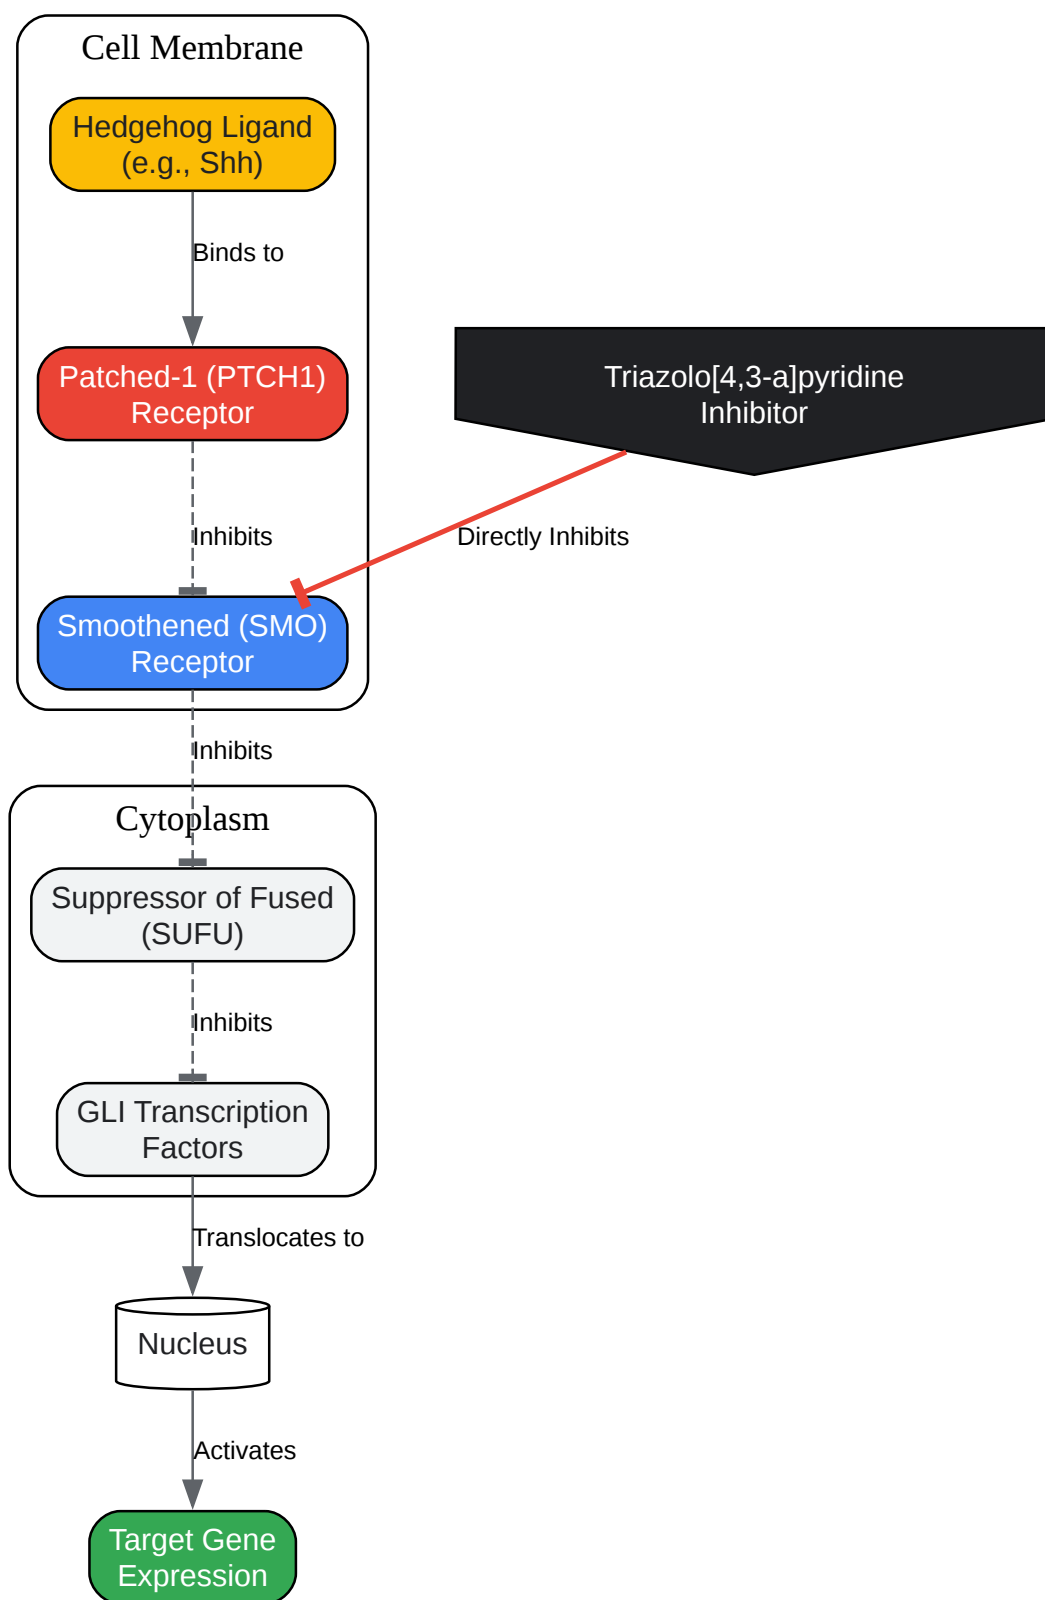 Cell Membrane
Hedgehog Ligand
(e.g., Shh)
Binds to
Patched-1 (PTCH1)
Receptor
Triazolo[4,3-a]pyridine
Inhibitor
Inhibits
Directly Inhibits
Smoothened (SMO)
Receptor
Inhibits
Cytoplasm
Suppressor of Fused
(SUFU)
Inhibits
GLI Transcription
Factors
Translocates to
Nucleus
Activates
Target Gene
Expression